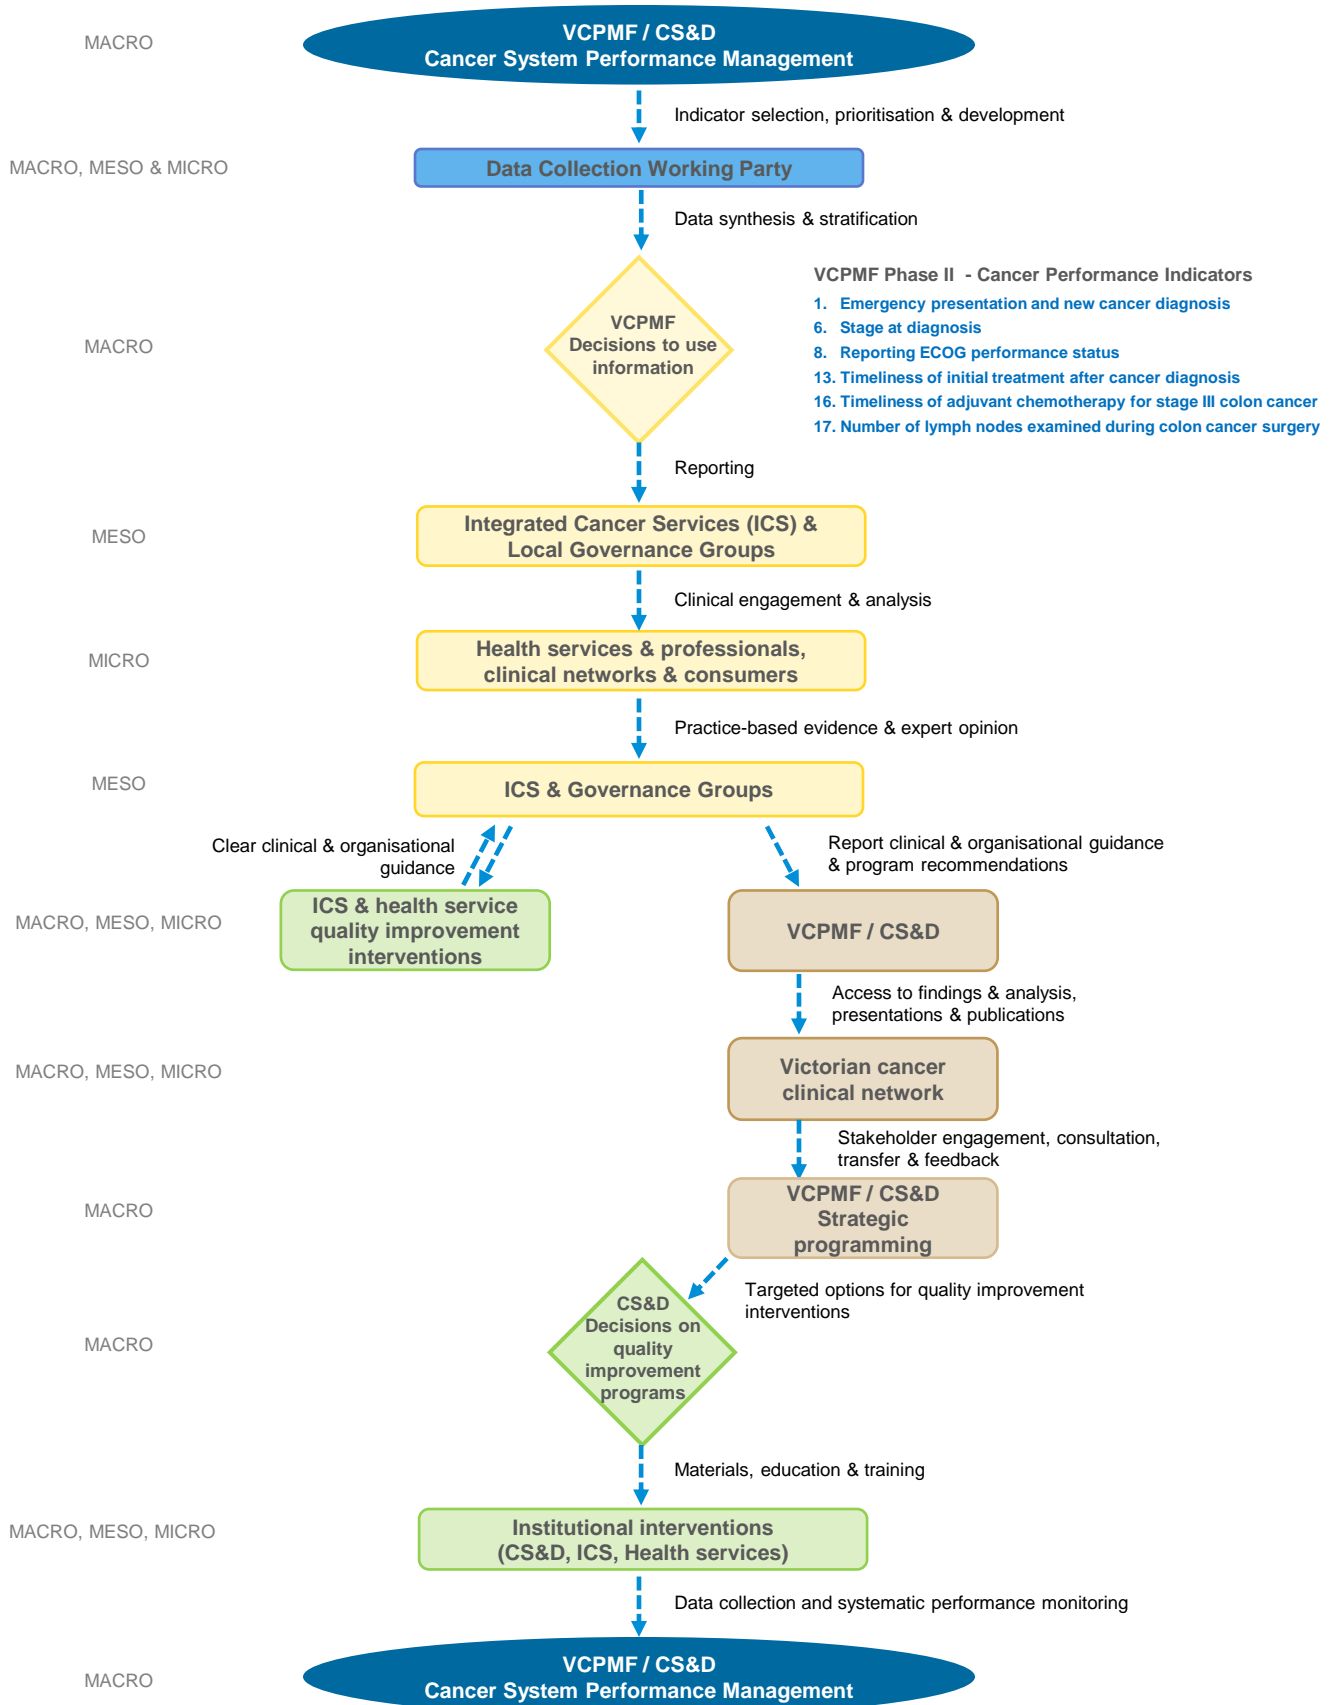 MACRO
VCPMF / CS&D
Cancer System Performance Management
Indicator selection, prioritisation & development
MACRO, MESO & MICRO
Data Collection Working Party
Data synthesis & stratification
VCPMF Phase II - Cancer Performance Indicators
1. Emergency presentation and new cancer diagnosis
6. Stage at diagnosis
8. Reporting ECOG performance status
13. Timeliness of initial treatment after cancer diagnosis
16. Timeliness of adjuvant chemotherapy for stage III colon cancer
17. Number of lymph nodes examined during colon cancer surgery
MACRO
VCPMF
Decisions to use
information
Reporting
MESO
Integrated Cancer Services (ICS) &
Local Governance Groups
Clinical engagement & analysis
MICRO
Health services & professionals,
clinical networks & consumers
Practice-based evidence & expert opinion
MESO
ICS & Governance Groups
Clear clinical & organisational
guidance
Report clinical & organisational guidance
& program recommendations
MACRO, MESO, MICRO
ICS & health service
quality improvement
interventions
VCPMF / CS&D
Access to findings & analysis,
presentations & publications
MACRO, MESO, MICRO
Victorian cancer
clinical network
Stakeholder engagement, consultation,
transfer & feedback
MACRO
VCPMF / CS&D
Strategic
programming
Targeted options for quality improvement
interventions
MACRO
CS&D
Decisions on
quality
improvement
programs
Materials, education & training
MACRO, MESO, MICRO
Institutional interventions
(CS&D, ICS, Health services)
Data collection and systematic performance monitoring
MACRO
VCPMF / CS&D
Cancer System Performance Management